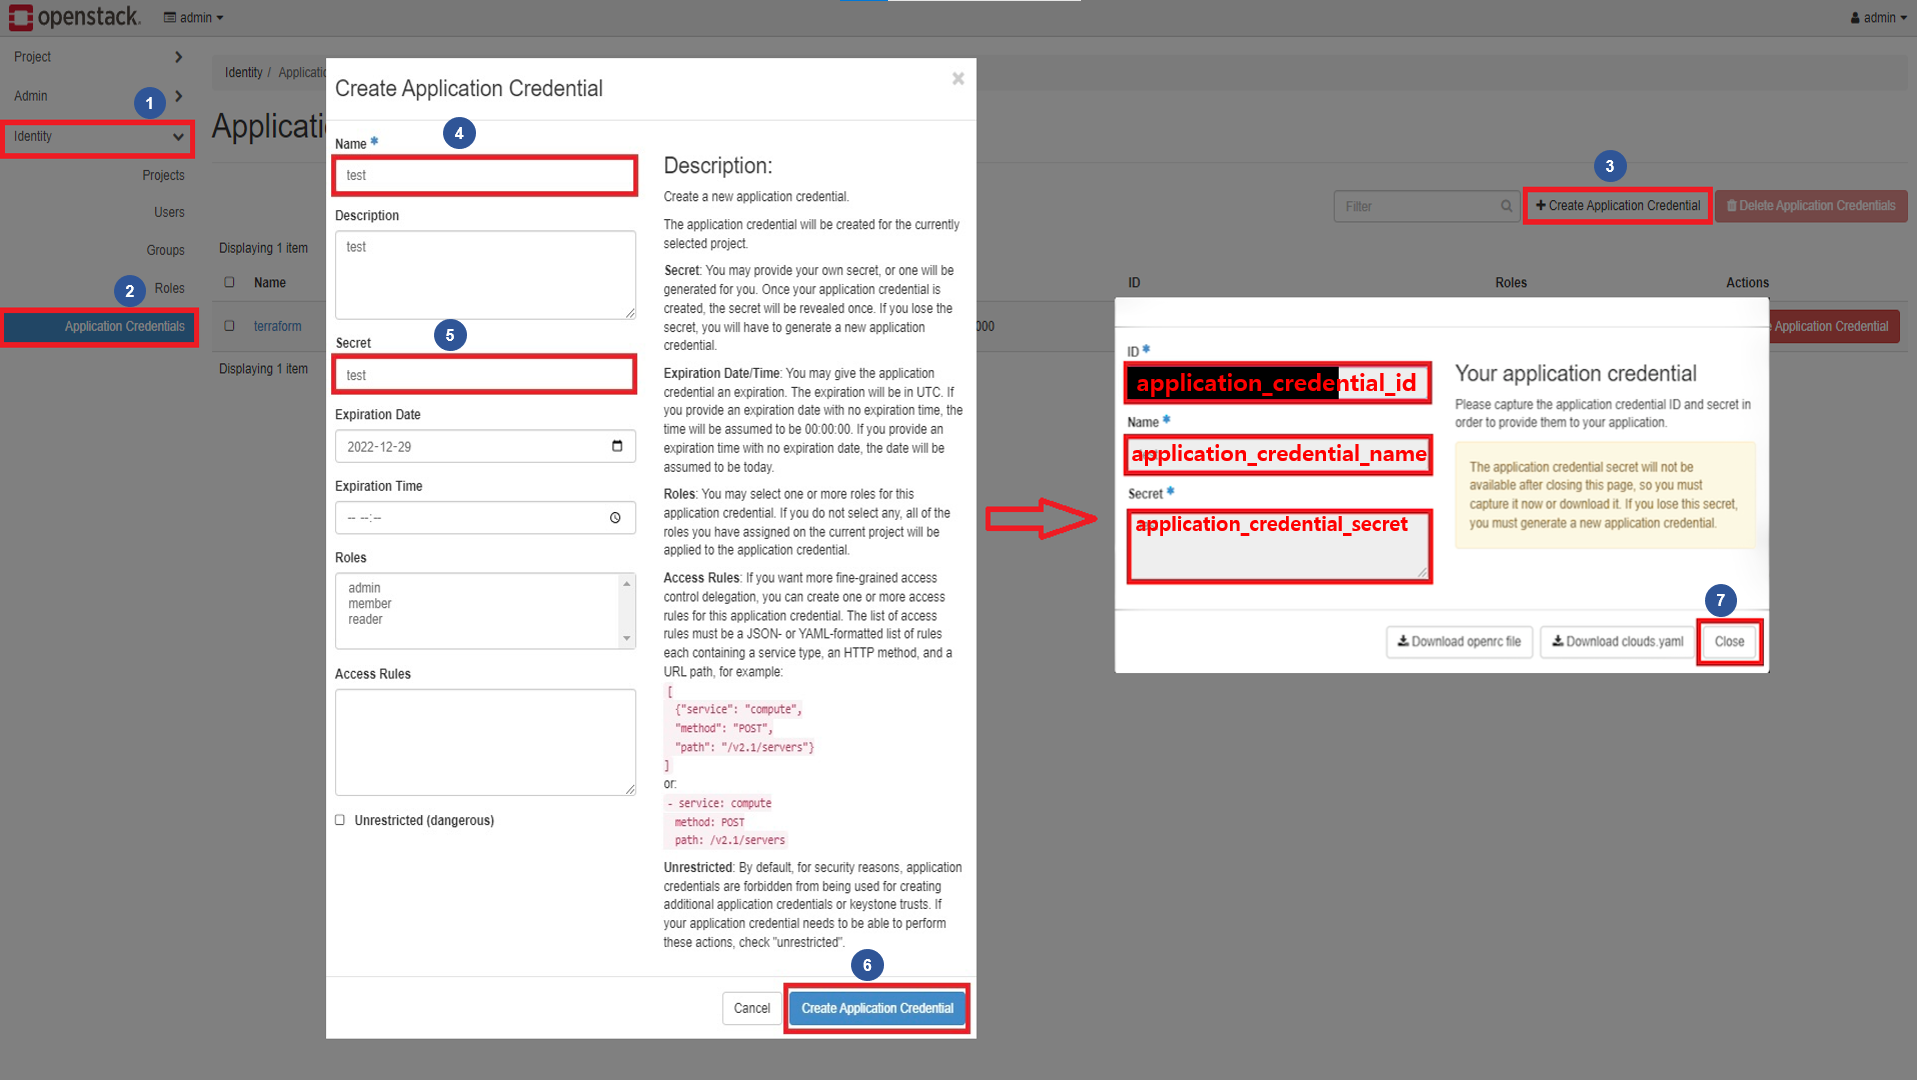 openstack. admin
admin
Project
Admin
1
Identity
Projects
Users
Groups
2
Roles
Application Credentials
Identity / Applicatio
Applicati
3
Filter
Create Application Credential
Delete Application Credentials
Displaying 1 item
Name
ID
Roles
Actions
terraform
000
e Application Credential
Displaying 1 item
Create Application Credential
×
Name *
4
test
Description
test
Secret
5
test
Expiration Date
2022-12-29
Expiration Time
-- --:--
Roles
admin
member
reader
Access Rules
Unrestricted (dangerous)
Description:
Create a new application credential.
The application credential will be created for the currently
selected project.
Secret: You may provide your own secret, or one will be
generated for you. Once your application credential is
created, the secret will be revealed once. If you lose the
secret, you will have to generate a new application
credential.
Expiration Date/Time: You may give the application
credential an expiration. The expiration will be in UTC. If
you provide an expiration date with no expiration time, the
time will be assumed to be 00:00:00. If you provide an
expiration time with no expiration date, the date will be
assumed to be today.
Roles: You may select one or more roles for this
application credential. If you do not select any, all of the
roles you have assigned on the current project will be
applied to the application credential.
Access Rules: If you want more fine-grained access
control delegation, you can create one or more access
rules for this application credential. The list of access
rules must be a JSON- or YAML-formatted list of rules
each containing a service type, an HTTP method, and a
URL path, for example:
[
{"service": "compute",
"method": "POST",
"path": "/v2.1/servers"}
]
or:
- service: compute
method: POST
path: /v2.1/servers
Unrestricted: By default, for security reasons, application
credentials are forbidden from being used for creating
additional application credentials or keystone trusts. If
your application credential needs to be able to perform
these actions, check "unrestricted".
6
Cancel
Create Application Credential
ID *
application_credential_id
Name *
application_credential_name
Secret *
application_credential_secret
Your application credential
Please capture the application credential ID and secret in
order to provide them to your application.
The application credential secret will not be
available after closing this page, so you must
capture it now or download it. If you lose this secret,
you must generate a new application credential.
7
Download openrc file
Download clouds.yaml
Close